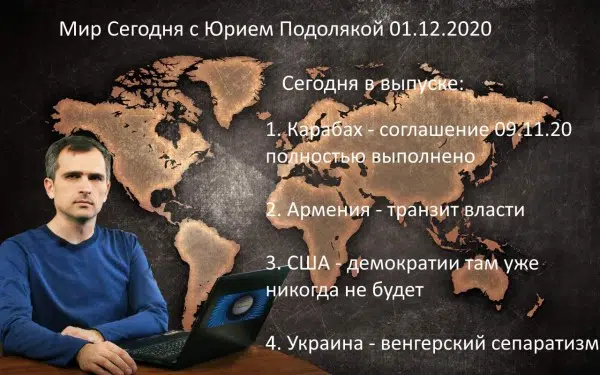 Мир Сегодня с Юрием Подолякой 01.12.2020
Сегодня в выпуске:
1. Карабах - соглашение 09.11.20
полностью выполнено
2. Армения - транзит власти
3. США - демократии там уже
никогда не будет
4. Украина - венгерский сепаратизм